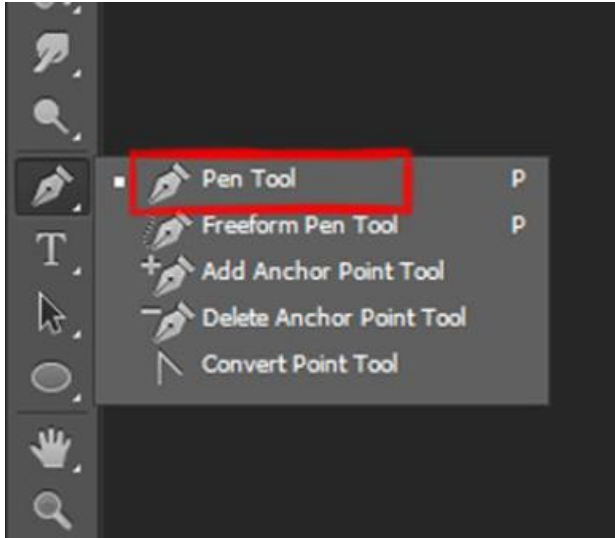 Pen Tool P
Freeform Pen Tool P
Add Anchor Point Tool
Delete Anchor Point Tool
Convert Point Tool
T